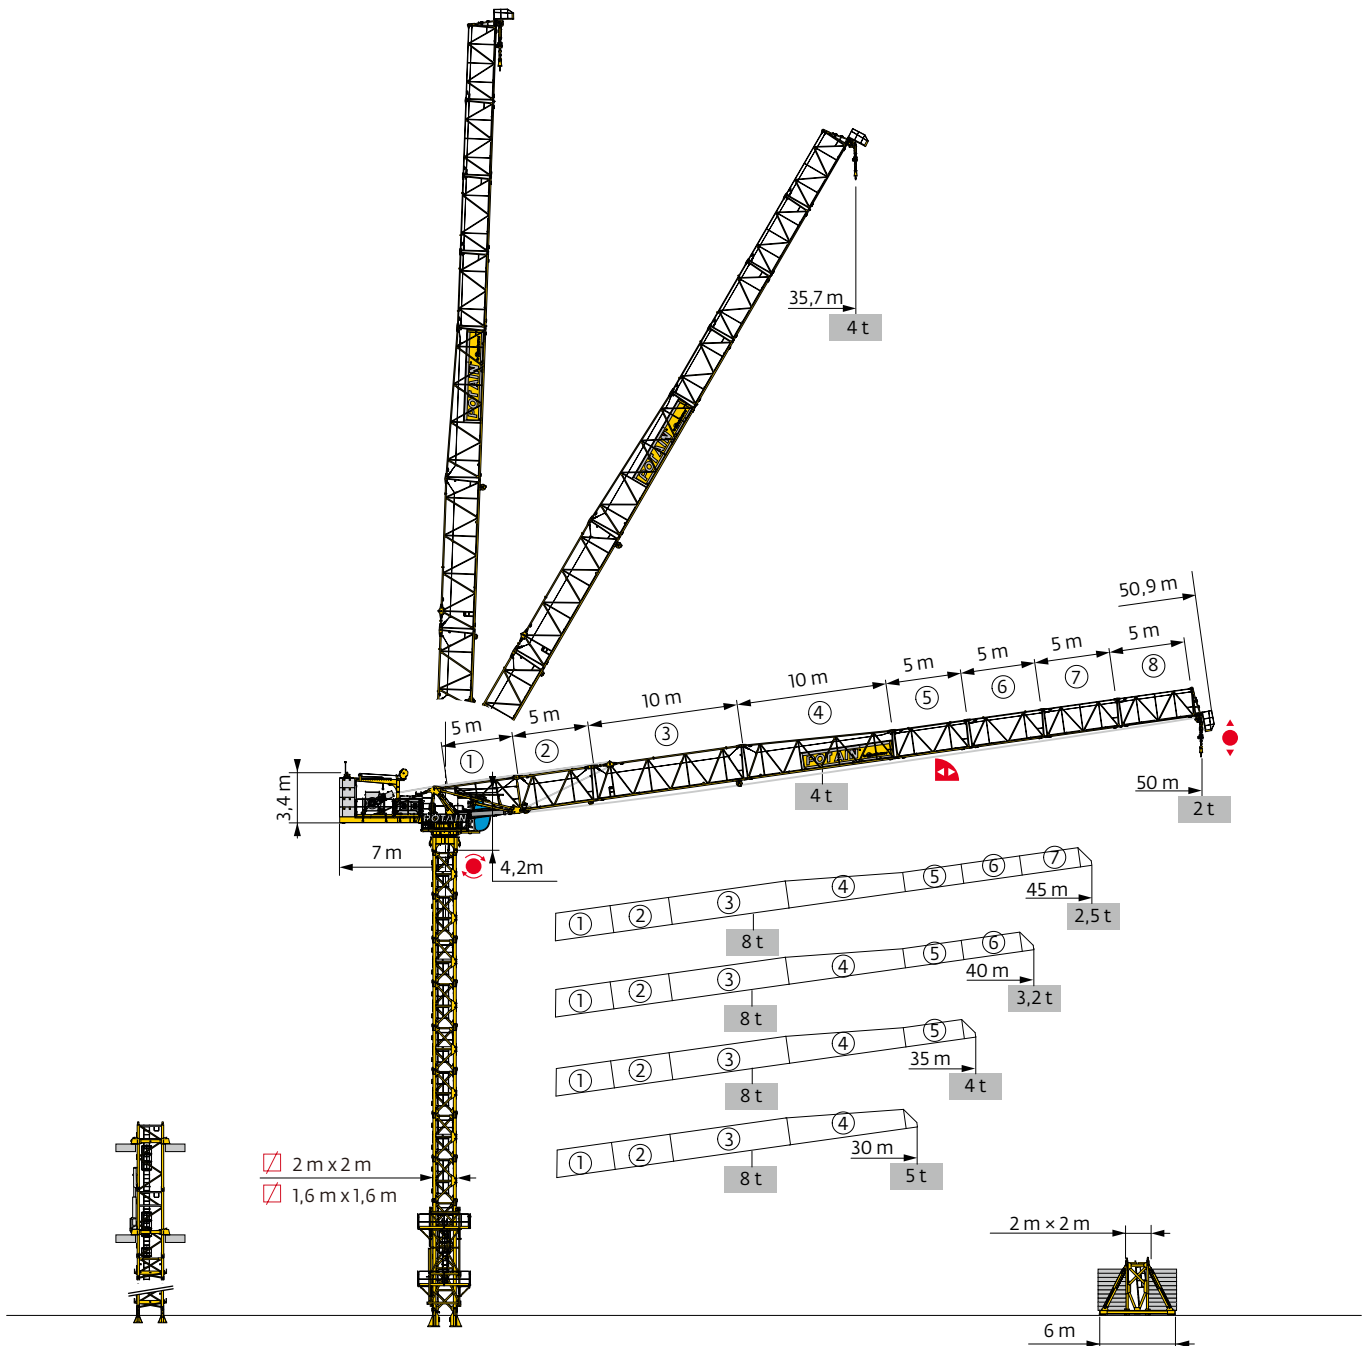 35,7 m
4 t
POTAIN
POTAIN
50,9 m
5 m
5 m
5 m
5 m
10 m
10 m
5 m
5 m
① ② ③ ④ ⑤ ⑥ ⑦ ⑧
POTAIN
POTAIN
3,4 m
7 m
4,2m
4 t
50 m
2 t
① ② ③ ④ ⑤ ⑥ ⑦
45 m
8 t
2,5 t
① ② ③ ④ ⑤ ⑥
40 m
8 t
3,2 t
① ② ③ ④ ⑤
35 m
8 t
4 t
① ② ③ ④
30 m
8 t
5 t
2 m x 2 m
1,6 m x 1,6 m
2 m × 2 m
6 m